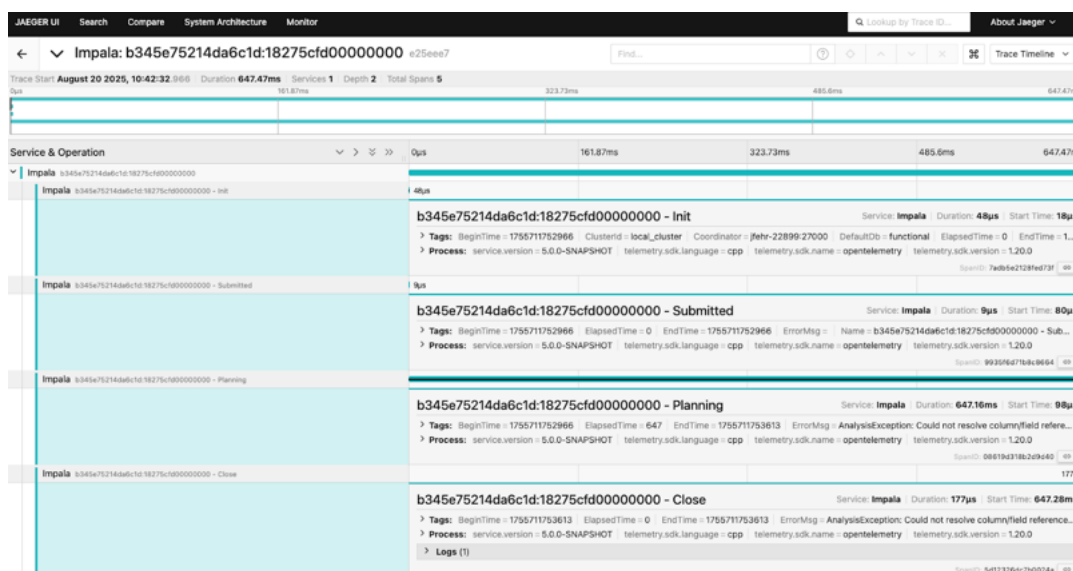 JAEGER UI Search Compare System Architecture Monitor Lookup by Trace ID... About Jaeger
Impala: b345e75214da6c1d:18275cfd00000000 e25eee7 Find... Trace Timeline
Trace Start August 20 2025, 10:42:32.966 Duration 647.47ms Services 1 Depth 2 Total Spans 5
0μs 161.87ms 323.73ms 485.6ms 647.47
Service & Operation 0μs 161.87ms 323.73ms 485.6ms 647.47
Impala b345e75214da6c1d:18275cfd00000000
Impala b345e75214da6c1d:18275cfd00000000 - Init 48μs
b345e75214da6c1d:18275cfd00000000 - Init Service: Impala Duration: 48μs Start Time: 18μ
Tags: BeginTime = 1755711752966 ClusterId = local_cluster Coordinator = jfehr-22899:27000 DefaultDb = functional ElapsedTime = 0 EndTime = 1...
Process: service.version = 5.0.0-SNAPSHOT telemetry.sdk.language = cpp telemetry.sdk.name = opentelemetry telemetry.sdk.version = 1.20.0
SpanID: 7adb5e2128fed73f
Impala b345e75214da6c1d:18275cfd00000000 - Submitted 9μs
b345e75214da6c1d:18275cfd00000000 - Submitted Service: Impala Duration: 9μs Start Time: 80μ
Tags: BeginTime = 1755711752966 ElapsedTime = 0 EndTime = 1755711752966 ErrorMsg = Name = b345e75214da6c1d:18275cfd00000000 - Sub...
Process: service.version = 5.0.0-SNAPSHOT telemetry.sdk.language = cpp telemetry.sdk.name = opentelemetry telemetry.sdk.version = 1.20.0
SpanID: 9935f6d71b8c9664
Impala b345e75214da6c1d:18275cfd00000000 - Planning
b345e75214da6c1d:18275cfd00000000 - Planning Service: Impala Duration: 647.16ms Start Time: 98μ
Tags: BeginTime = 1755711752966 ElapsedTime = 647 EndTime = 1755711753613 ErrorMsg = AnalysisException: Could not resolve column/field refere...
Process: service.version = 5.0.0-SNAPSHOT telemetry.sdk.language = cpp telemetry.sdk.name = opentelemetry telemetry.sdk.version = 1.20.0
SpanID: 08619d318b2d9d40
Impala b345e75214da6c1d:18275cfd00000000 - Close 177
b345e75214da6c1d:18275cfd00000000 - Close Service: Impala Duration: 177μs Start Time: 647.28m
Tags: BeginTime = 1755711753613 ElapsedTime = 0 EndTime = 1755711753613 ErrorMsg = AnalysisException: Could not resolve column/field reference...
Process: service.version = 5.0.0-SNAPSHOT telemetry.sdk.language = cpp telemetry.sdk.name = opentelemetry telemetry.sdk.version = 1.20.0
Logs (1)